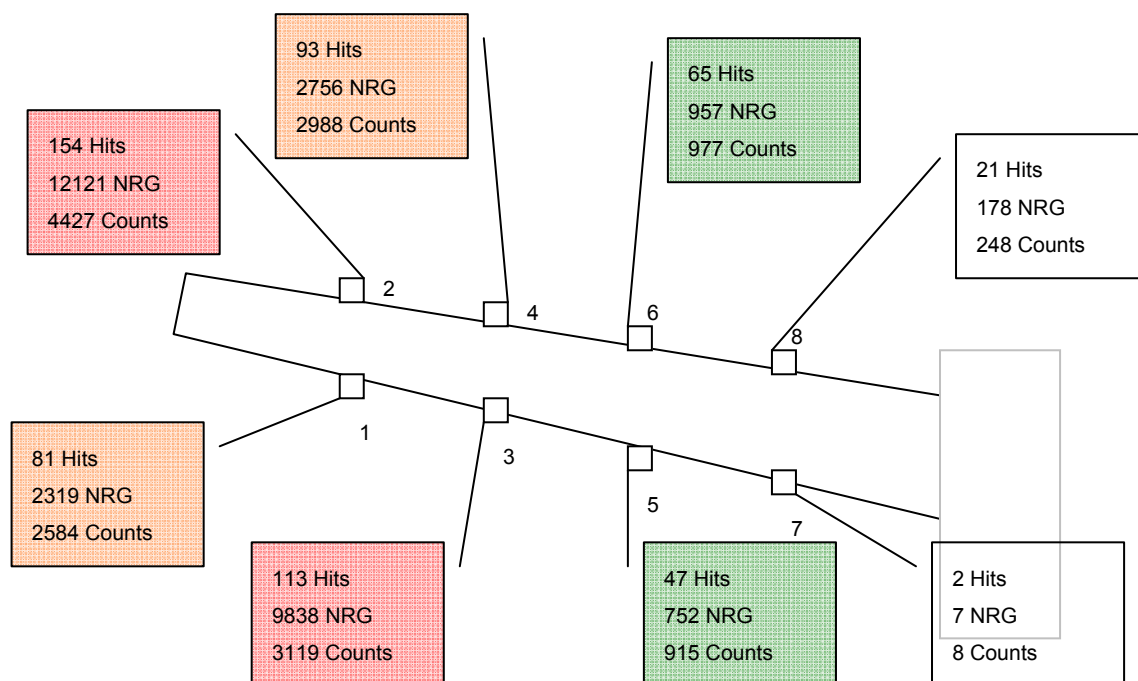 93 Hits
2756 NRG
2988 Counts
65 Hits
957 NRG
977 Counts
154 Hits
12121 NRG
4427 Counts
21 Hits
178 NRG
248 Counts
2
4
6
8
1
3
5
7
81 Hits
2319 NRG
2584 Counts
113 Hits
9838 NRG
3119 Counts
47 Hits
752 NRG
915 Counts
2 Hits
7 NRG
8 Counts